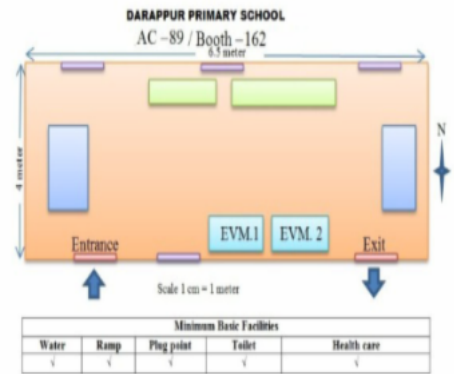 DARAPPUR PRIMARY SCHOOL
AC –89 / Booth –162
6.5 meter
4 meter
N
EVM.1 EVM. 2
Entrance Exit
Scale 1 cm = 1 meter
Minimum Basic Facilities
Water Ramp Plug point Toilet Health care
√ √ √ √ √